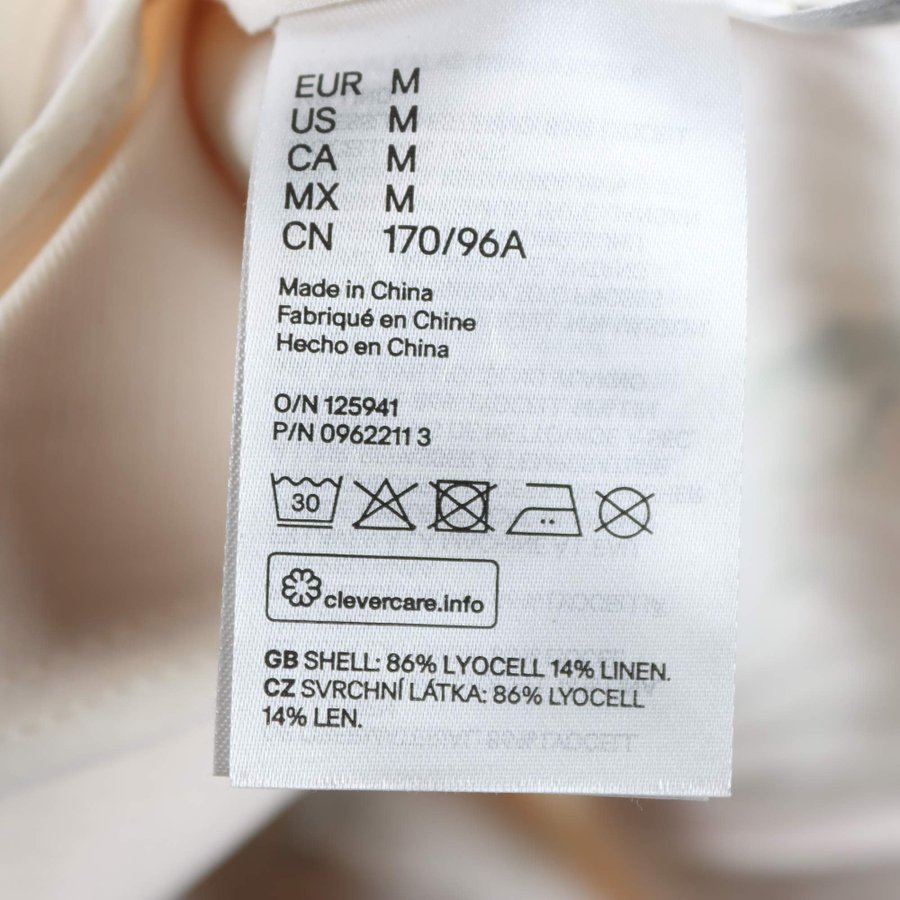 EUR M
US M
CA M
MX M
CN 170/96A
Made in China
Fabriqué en Chine
Hecho en China
O/N 125941
P/N 0962211 3
30
clevercare.info
GB SHELL: 86% LYOCELL 14% LINEN.
CZ SVRCHNÍ LÁTKA: 86% LYOCELL
14% LEN.